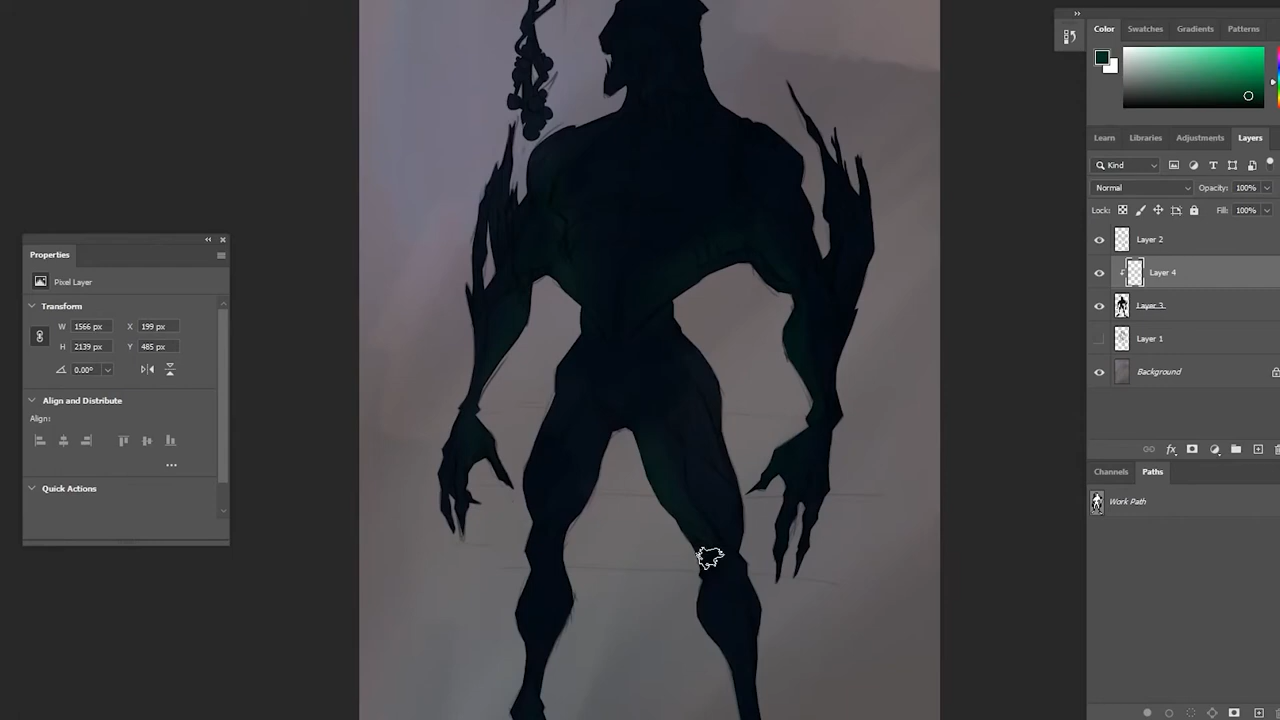 Properties
Pixel Layer
Transform
W 1566 px X 199 px
H 2139 px Y 485 px
0.00°
Align and Distribute
Align:
Quick Actions
Color Swatches Gradients Patterns
Learn Libraries Adjustments Layers
Kind
Normal Opacity: 100%
Lock: Fill: 100%
Layer 2
Layer 4
Layer 3
Layer 1
Background
fx
Channels Paths
Work Path